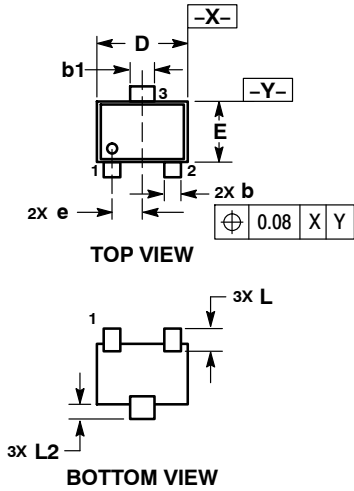 –X–
D
b1
3
–Y–
E
1
2
2X b
2X e
⌖ 0.08 X Y
TOP VIEW
3X L
1
3X L2
BOTTOM VIEW